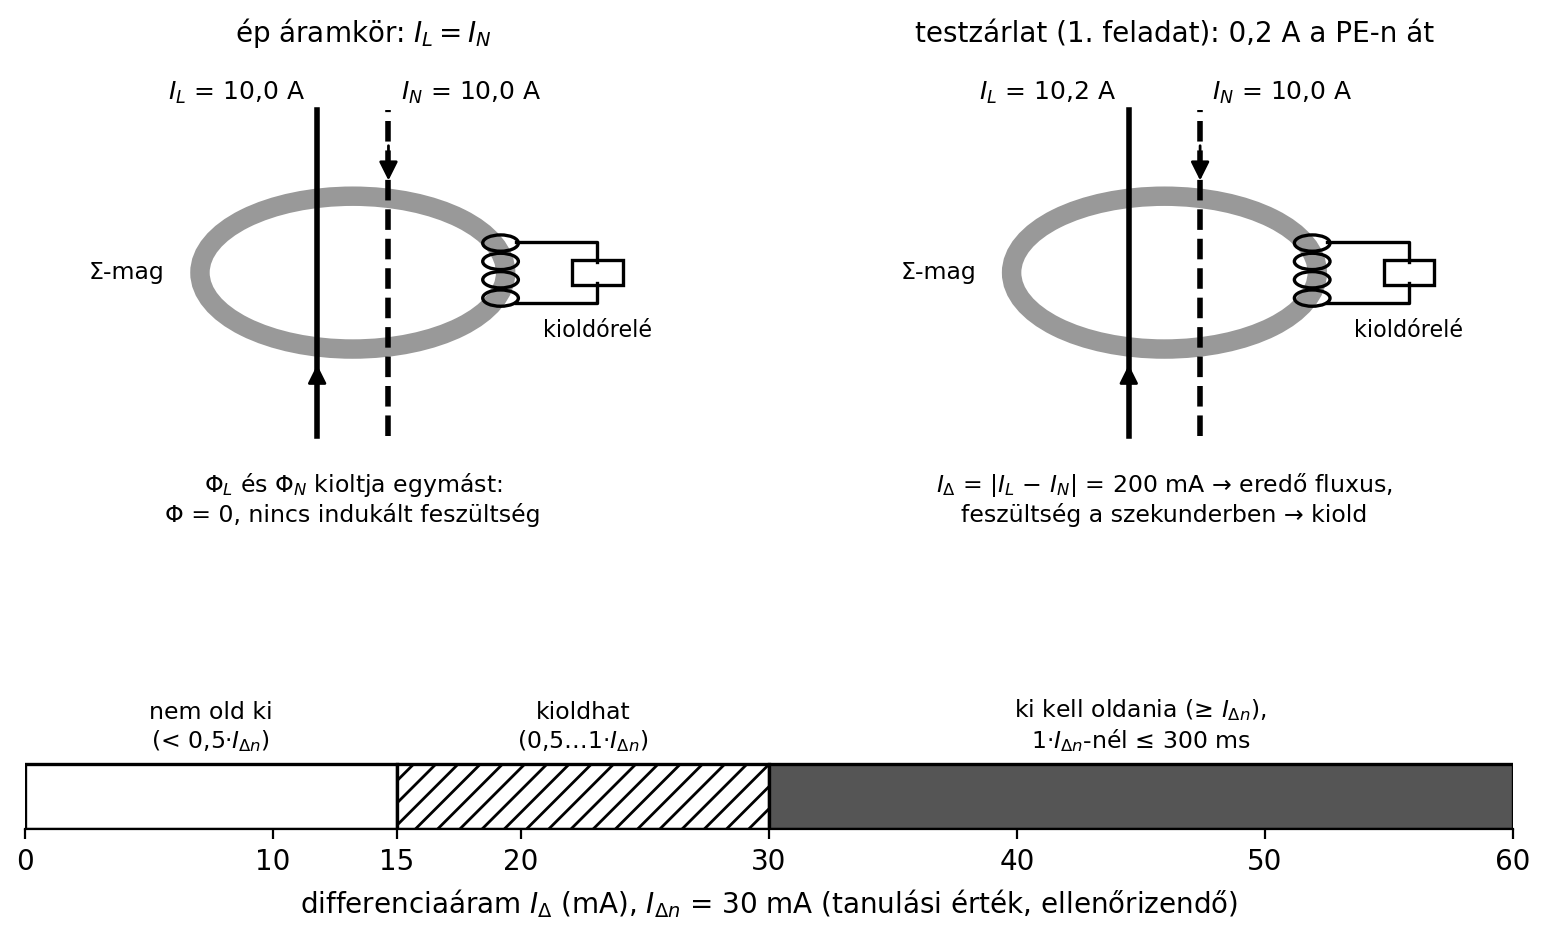 ép áramkör: I_L = I_N
I_L = 10,0 A
I_N = 10,0 A
Σ-mag
kioldórelé
Φ_L és Φ_N kioltja egymást:
Φ = 0, nincs indukált feszültség
testzárlat (1. feladat): 0,2 A a PE-n át
I_L = 10,2 A
I_N = 10,0 A
Σ-mag
kioldórelé
I_Δ = |I_L − I_N| = 200 mA → eredő fluxus,
feszültség a szekunderben → kiold
nem old ki
(< 0,5·I_Δn)
kioldhat
(0,5…1·I_Δn)
ki kell oldania (≥ I_Δn),
1·I_Δn-nél ≤ 300 ms
0 10 15 20 30 40 50 60
differenciaáram I_Δ (mA), I_Δn = 30 mA (tanulási érték, ellenőrizendő)